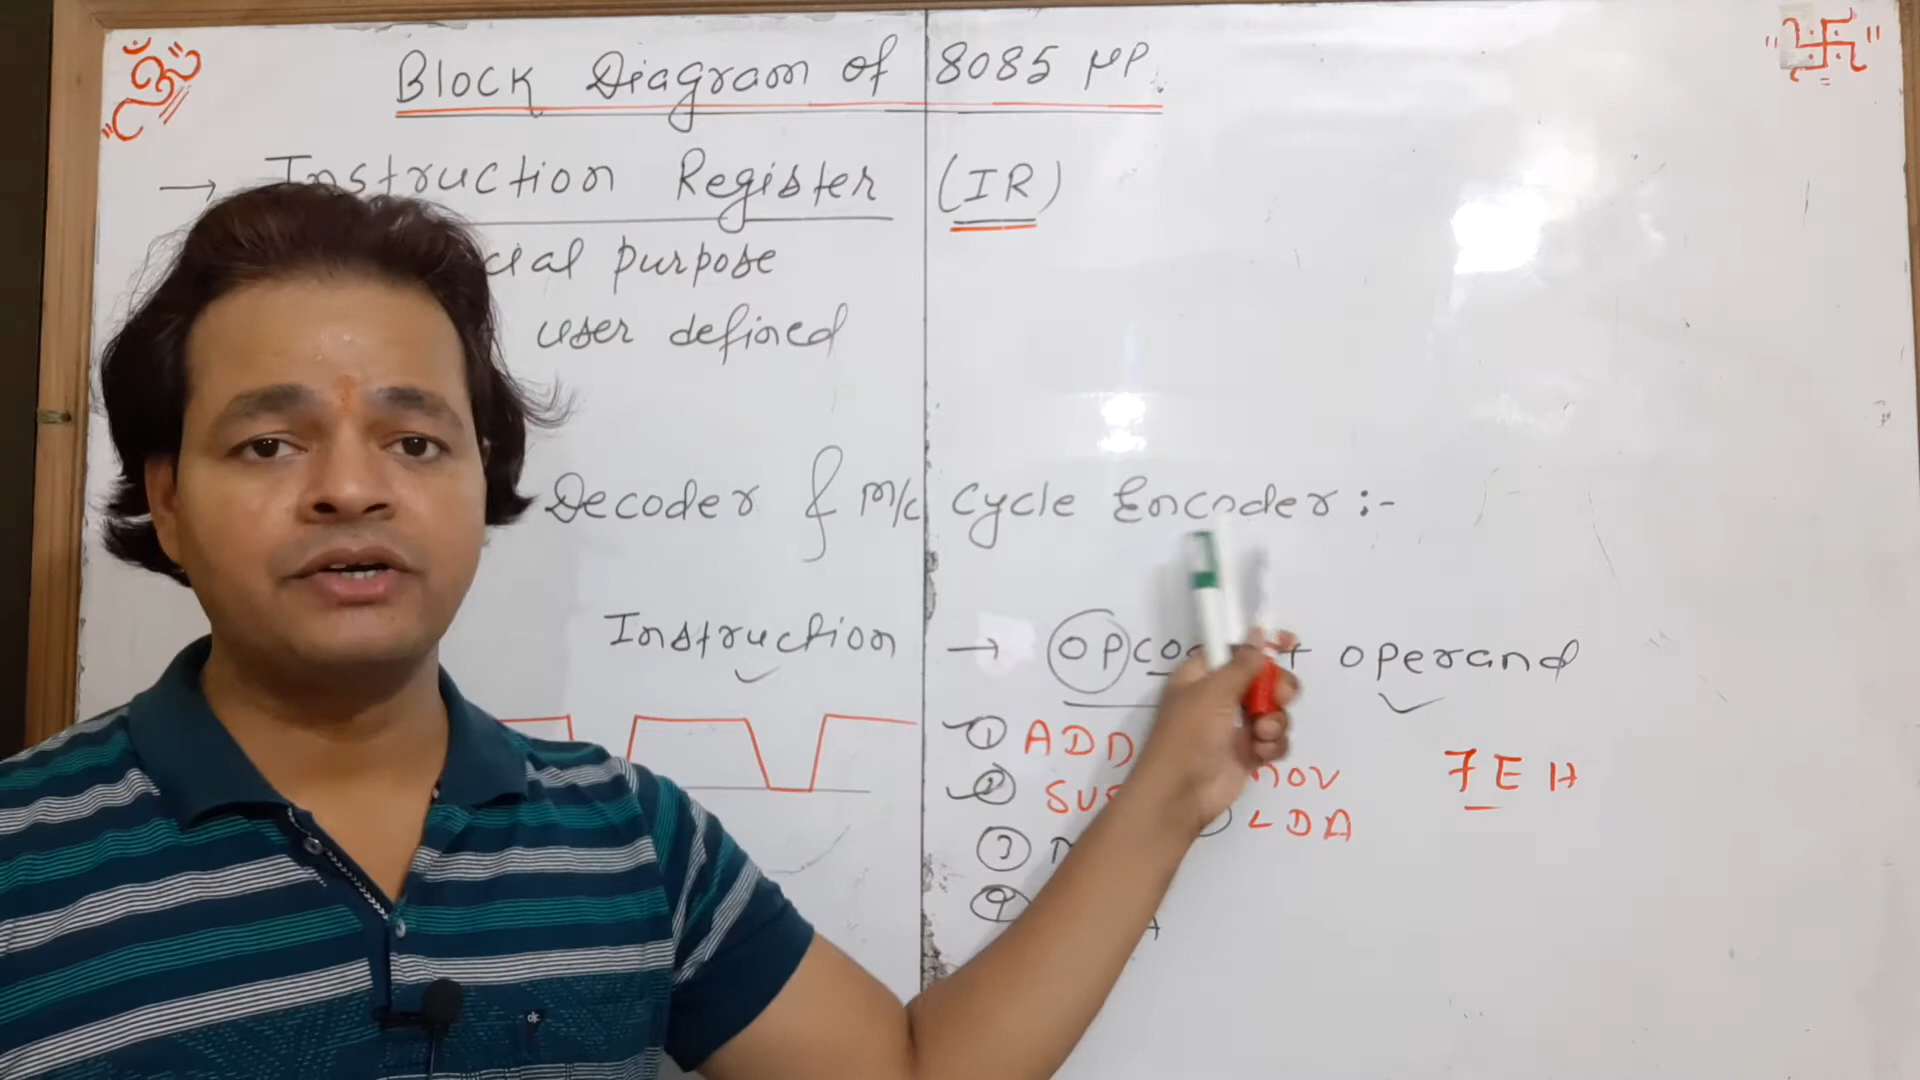 ॐ
Block Diagram of 8085 μP.
→ Instruction Register (IR)
purpose
user defined
Decoder & M/c Cycle Encoder :-
Instruction → opcode + operand
① ADD
MOV
7EH
② SUB
LDA
③
④